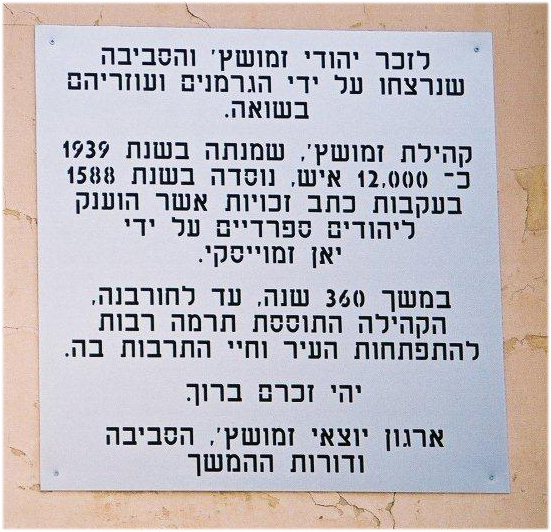 לזכר יהודי זמושץ' והסביבה
שנרצחו על ידי הגרמנים ועוזריהם
בשואה.
קהילת זמושץ', שמנתה בשנת 1939
כ- 12,000 איש, נוסדה בשנת 1588
בעקבות כתב זכויות אשר הוענק
ליהודים ספרדיים על ידי
יאן זמוייסקי.
במשך 360 שנה, עד לחורבנה,
הקהילה התוססת תרמה רבות
להתפתחות העיר וחיי התרבות בה.
יהי זכרם ברוך.
ארגון יוצאי זמושץ', הסביבה
ודורות ההמשך